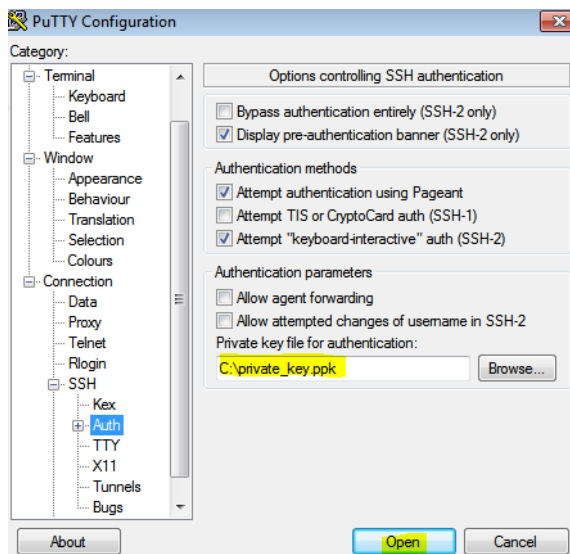 PuTTY Configuration
Category:
Terminal
Keyboard
Bell
Features
Window
Appearance
Behaviour
Translation
Selection
Colours
Connection
Data
Proxy
Telnet
Rlogin
SSH
Kex
Auth
TTY
X11
Tunnels
Bugs
Options controlling SSH authentication
Bypass authentication entirely (SSH-2 only)
Display pre-authentication banner (SSH-2 only)
Authentication methods
Attempt authentication using Pageant
Attempt TIS or CryptoCard auth (SSH-1)
Attempt "keyboard-interactive" auth (SSH-2)
Authentication parameters
Allow agent forwarding
Allow attempted changes of username in SSH-2
Private key file for authentication:
C:\private_key.ppk
Browse...
About
Open
Cancel